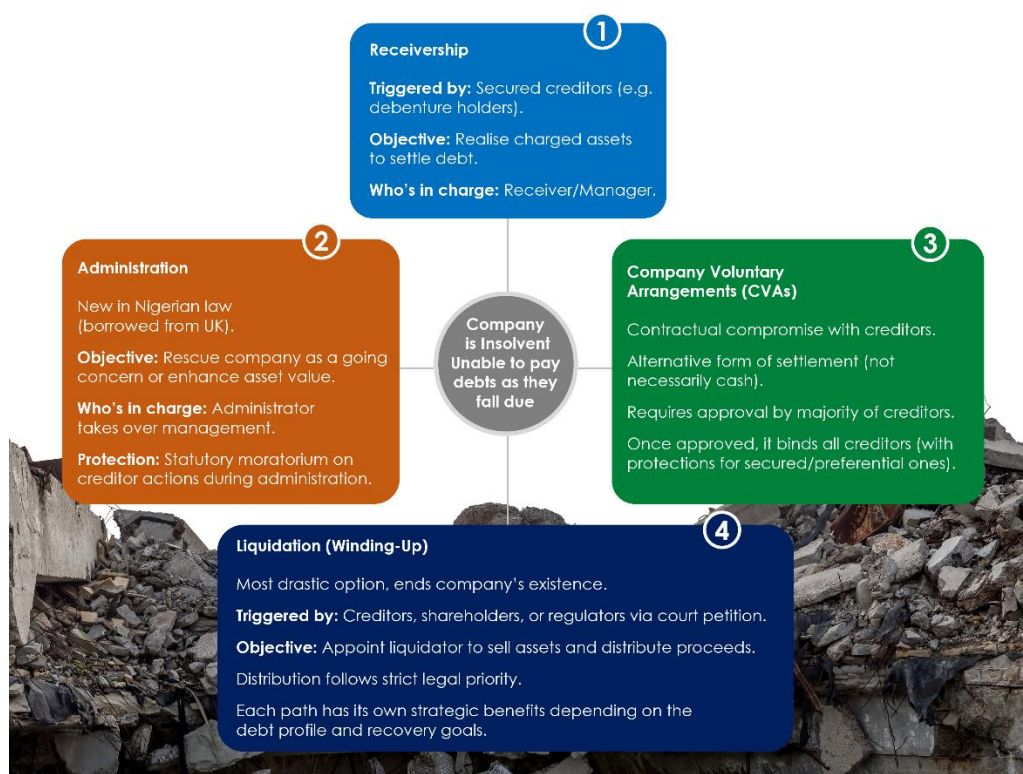 1
Receivership
Triggered by: Secured creditors (e.g.
debenture holders).
Objective: Realise charged assets
to settle debt.
Who's in charge: Receiver/Manager.
2
Administration
New in Nigerian law
(borrowed from UK).
Objective: Rescue company as a going
concern or enhance asset value.
Who's in charge: Administrator
takes over management.
Protection: Statutory moratorium on
creditor actions during administration.
Company
is Insolvent
Unable to pay
debts as they
fall due
3
Company Voluntary
Arrangements (CVAs)
Contractual compromise with creditors.
Alternative form of settlement (not
necessarily cash).
Requires approval by majority of creditors.
Once approved, it binds all creditors (with
protections for secured/preferential ones).
4
Liquidation (Winding-Up)
Most drastic option, ends company's existence.
Triggered by: Creditors, shareholders, or regulators via court petition.
Objective: Appoint liquidator to sell assets and distribute proceeds.
Distribution follows strict legal priority.
Each path has its own strategic benefits depending on the
debt profile and recovery goals.